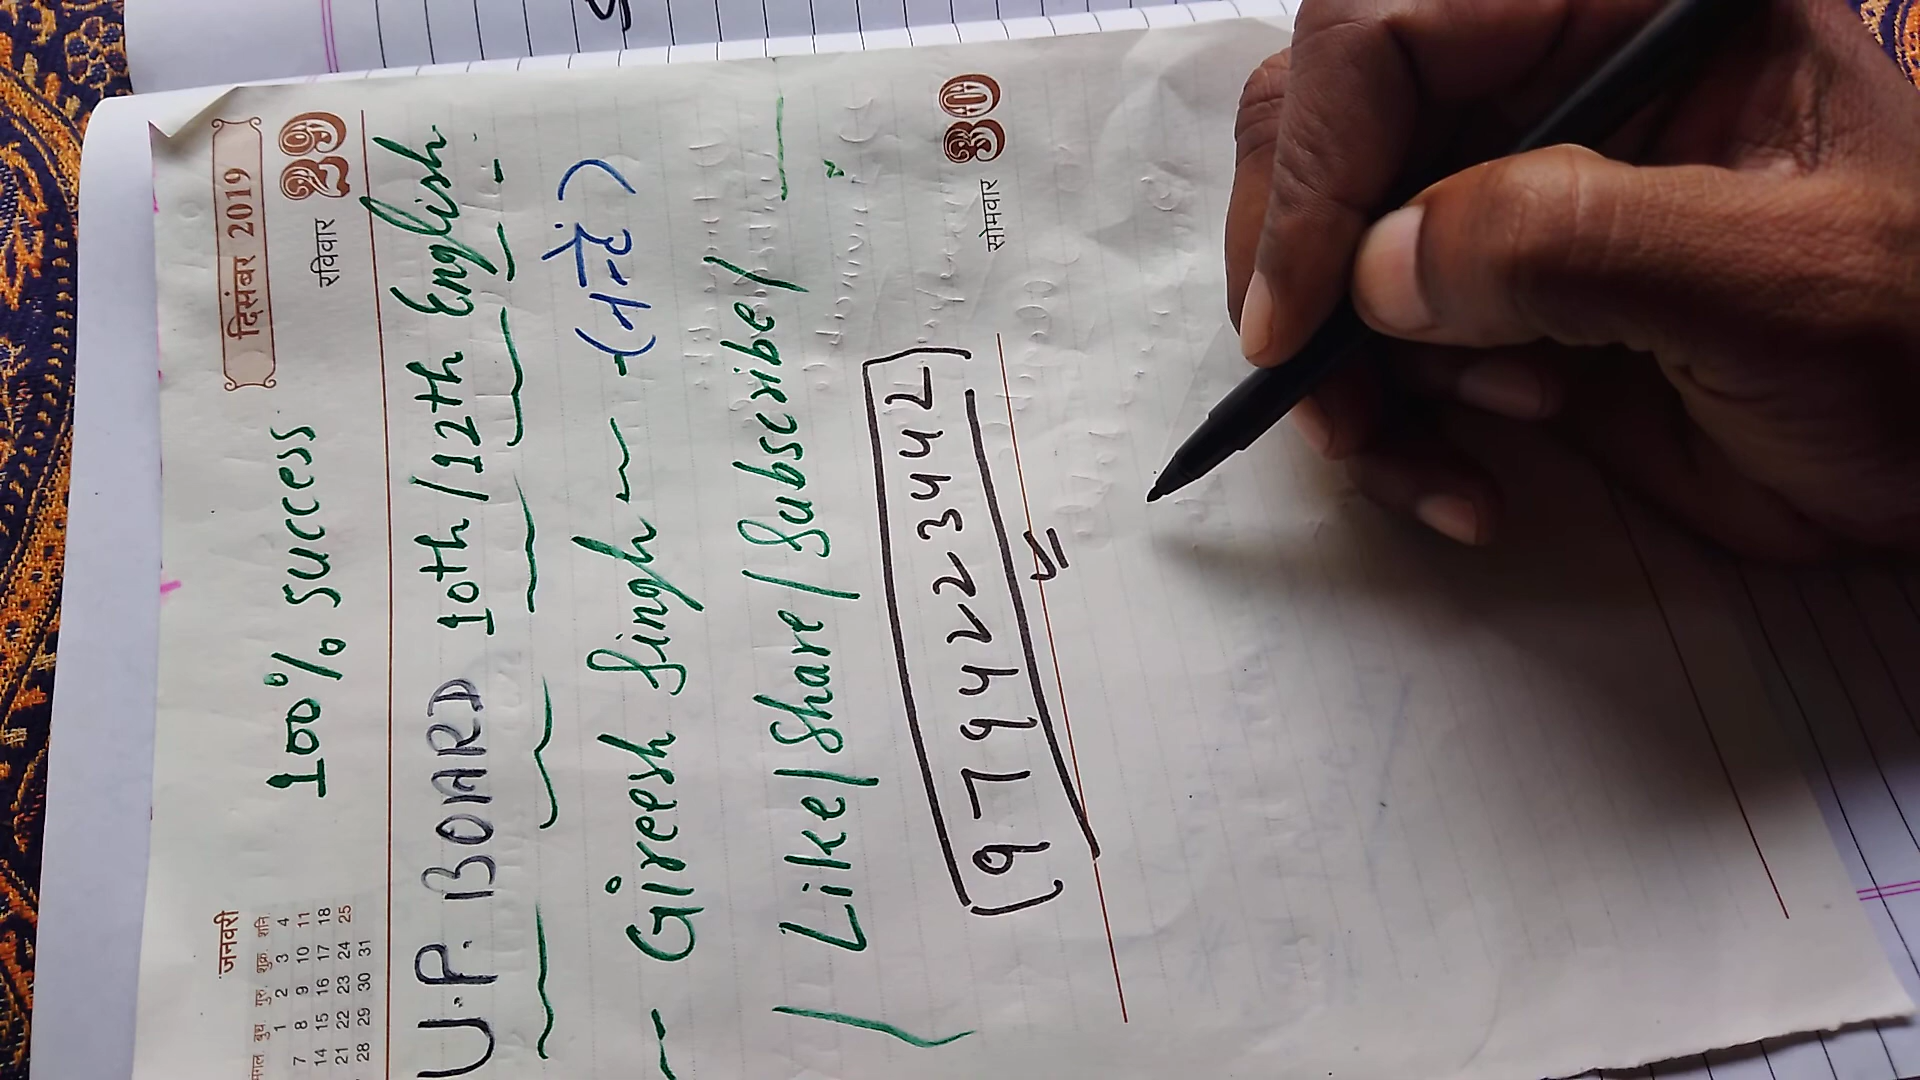 दिसंबर 2019
जनवरी
मंगल बुध गुरु. शुक्र. शनि
1 2 3 4
7 8 9 10 11
14 15 16 17 18
21 22 23 24 25
28 29 30 31
100% success
रविवार 29
U.P. BOARD 10th/12th English
Gireesh Singh
/Like/Share/Subscribe/
(9794223442)
सोमवार 30